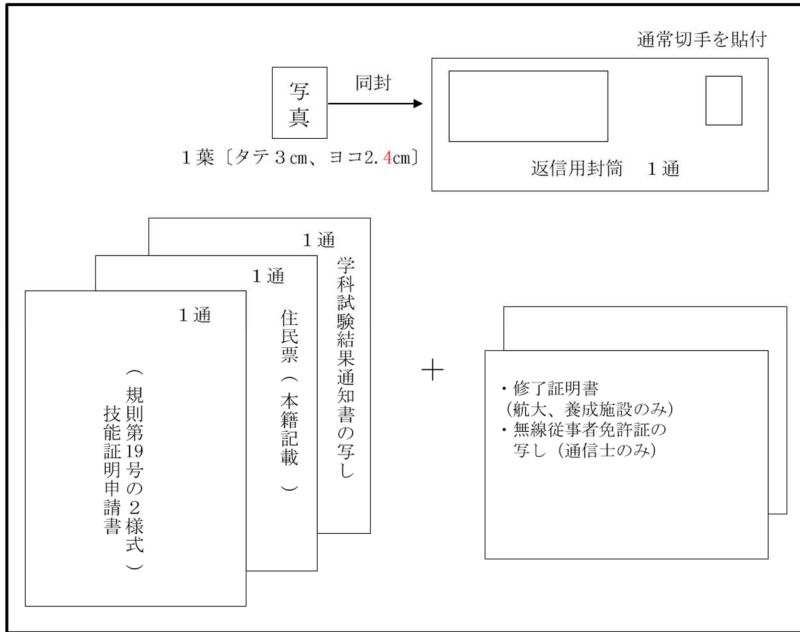 通常切手を貼付
写真
同封
1葉〔タテ3㎝、ヨコ2.4㎝〕
返信用封筒 1通
1通
学科試験結果通知書の写し
1通
住民票(本籍記載)
1通
(規則第19号の2様式)
技能証明申請書
+
・修了証明書
(航大、養成施設のみ)
・無線従事者免許証の
写し(通信士のみ)